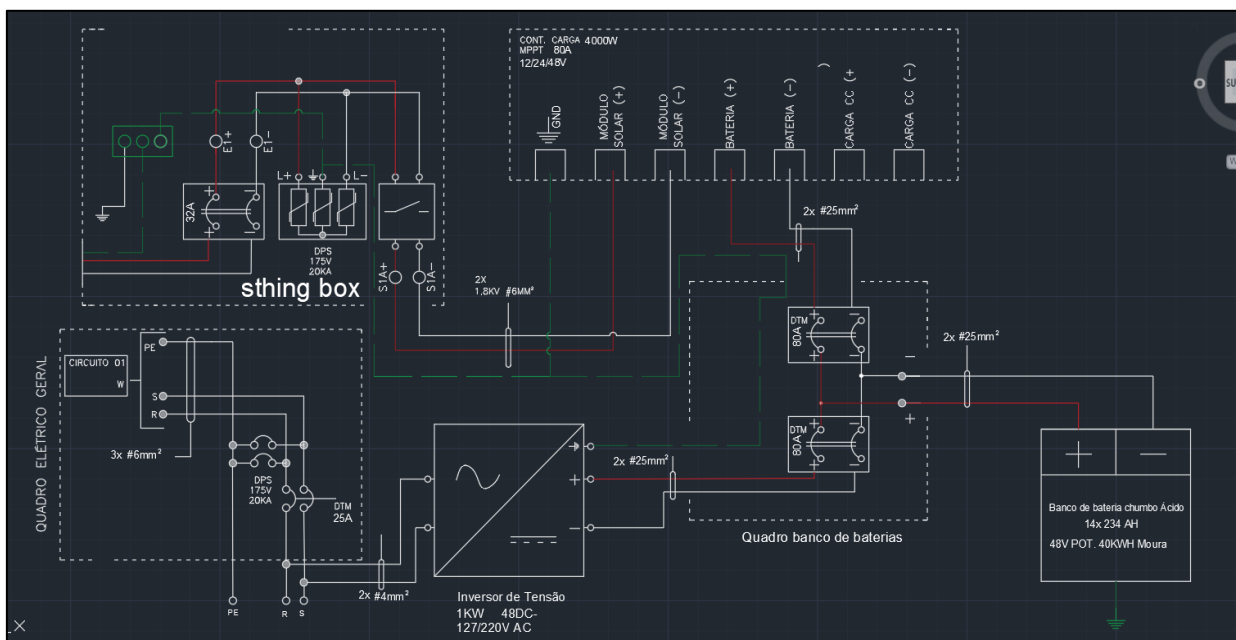 CONT. CARGA 4000W
MPPT 80A
12/24/48V
GND
MÓDULO
SOLAR (+)
MÓDULO
SOLAR (-)
BATERIA (+)
BATERIA (-)
)
CARGA CC (+
CARGA CC (-)
E1+
E1-
32A
+
-
L+
L-
DPS
175V
20KA
S1A+
S1A-
sthing box
2X
1,8KV #6MM²
2x #25mm²
DTM
80A
+
-
2x #25mm²
-
+
DTM
80A
+
-
Quadro banco de baterias
QUADRO ELÉTRICO GERAL
CIRCUITO 01
W
PE
S
R
3x #6mm²
DPS
175V
20KA
DTM
25A
PE
R
S
2x #4mm²
+
-
2x #25mm²
Inversor de Tensão
1KW 48DC-
127/220V AC
+
-
Banco de bateria chumbo Ácido
14x 234 AH
48V POT. 40KWH Moura
SU
W
X